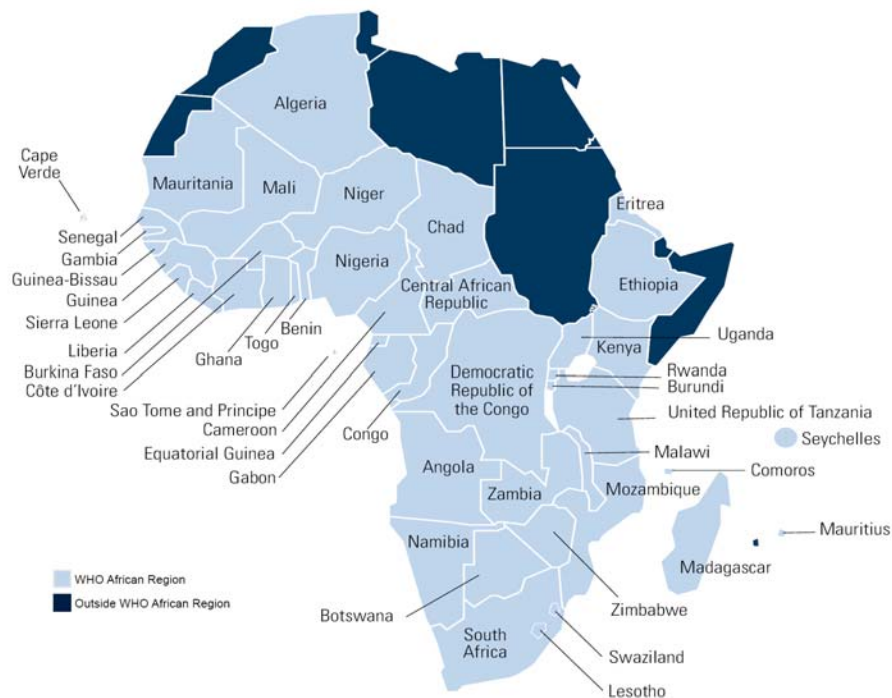 Algeria
Cape
Verde
Mauritania
Mali
Niger
Chad
Eritrea
Senegal
Gambia
Guinea-Bissau
Guinea
Sierra Leone
Liberia
Burkina Faso
Côte d'Ivoire
Ghana
Togo
Benin
Nigeria
Central African
Republic
Ethiopia
Uganda
Kenya
Rwanda
Burundi
Democratic
Republic of
the Congo
United Republic of Tanzania
Seychelles
Sao Tome and Principe
Cameroon
Equatorial Guinea
Gabon
Congo
Malawi
Comoros
Angola
Zambia
Mozambique
Mauritius
Namibia
Madagascar
WHO African Region
Outside WHO African Region
Botswana
Zimbabwe
South
Africa
Swaziland
Lesotho